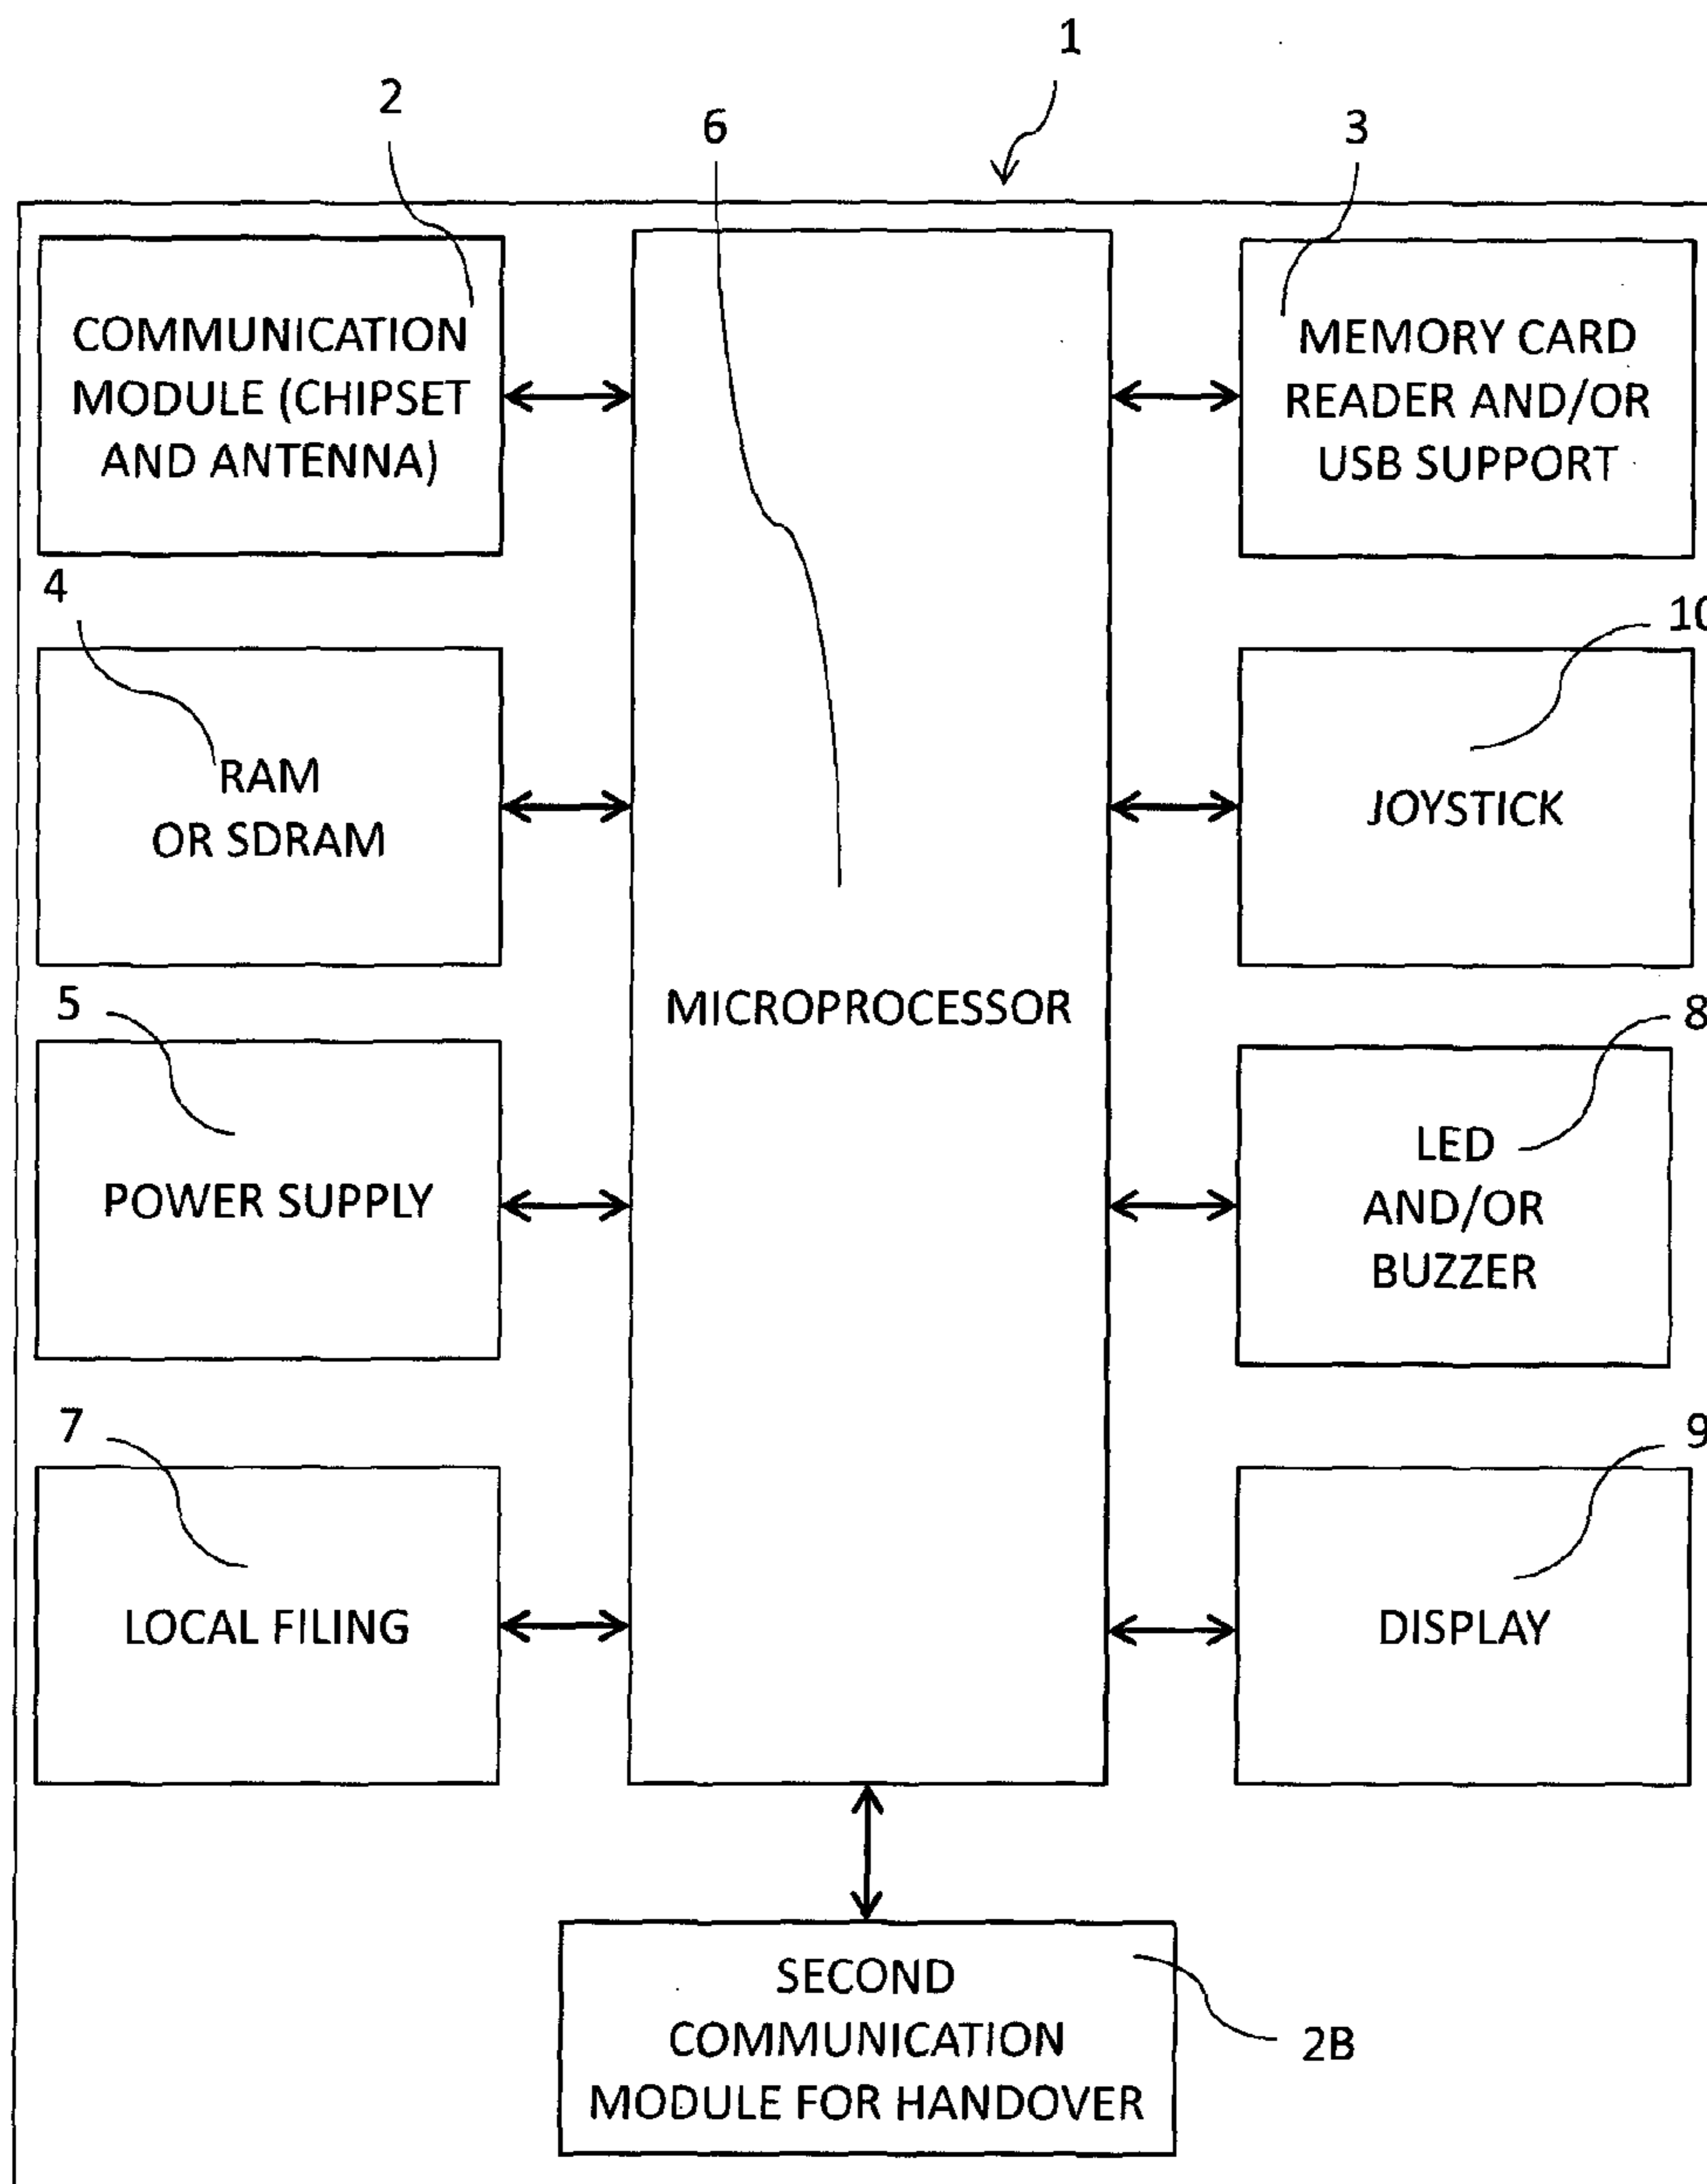 1
2
6
3
COMMUNICATION
MODULE (CHIPSET
AND ANTENNA)
MEMORY CARD
READER AND/OR
USB SUPPORT
4
10
RAM
OR SDRAM
JOYSTICK
5
MICROPROCESSOR
8
POWER SUPPLY
LED
AND/OR
BUZZER
7
9
LOCAL FILING
DISPLAY
SECOND
COMMUNICATION
MODULE FOR HANDOVER
2B